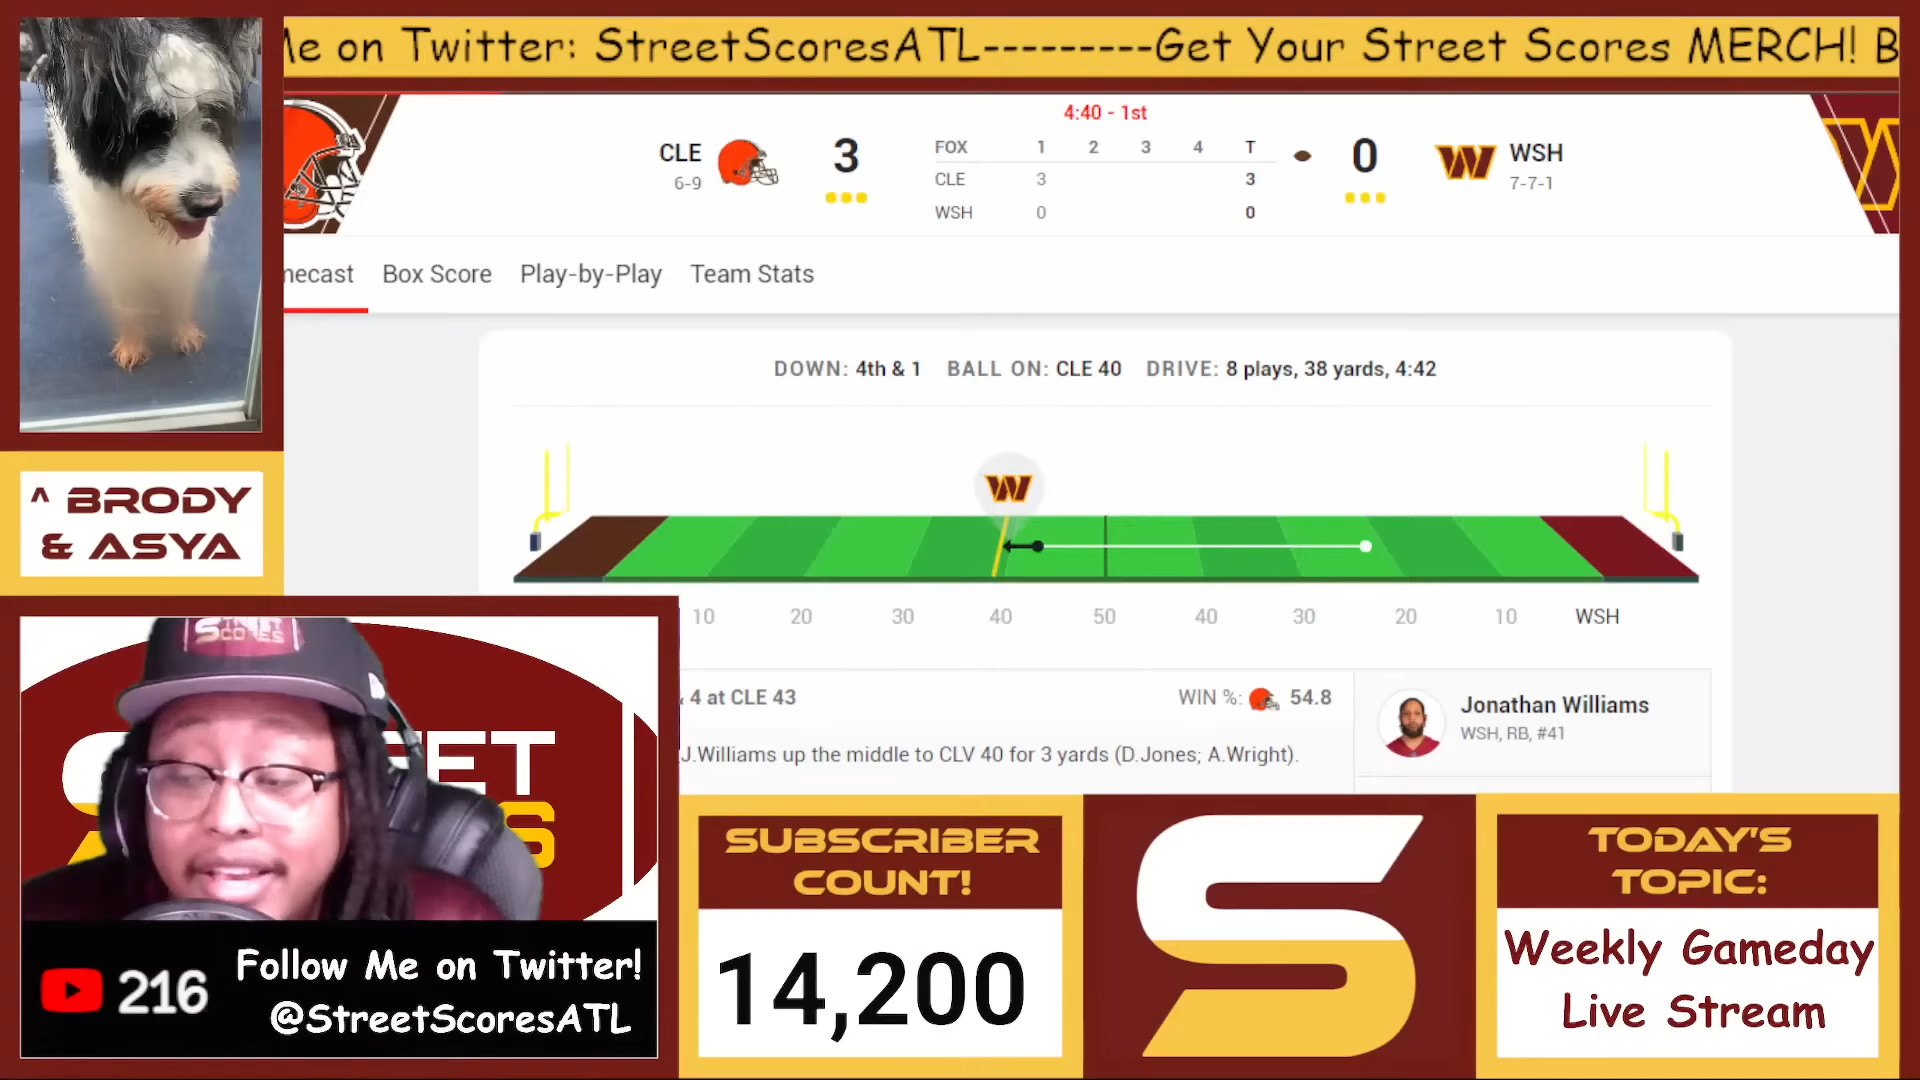 Me on Twitter: StreetScoresATL---------Get Your Street Scores MERCH! B
4:40 - 1st
CLE
6-9
3
FOX 1 2 3 4 T
CLE 3 3
WSH 0 0
0
WSH
7-7-1
mecast Box Score Play-by-Play Team Stats
DOWN: 4th & 1 BALL ON: CLE 40 DRIVE: 8 plays, 38 yards, 4:42
W
10 20 30 40 50 40 30 20 10 WSH
& 4 at CLE 43
WIN %: 54.8
J.Williams up the middle to CLV 40 for 3 yards (D.Jones; A.Wright).
Jonathan Williams
WSH, RB, #41
^ BRODY
& ASYA
STREET
SCORES
216
Follow Me on Twitter!
@StreetScoresATL
SUBSCRIBER
COUNT!
14,200
S
TODAY'S
TOPIC:
Weekly Gameday
Live Stream